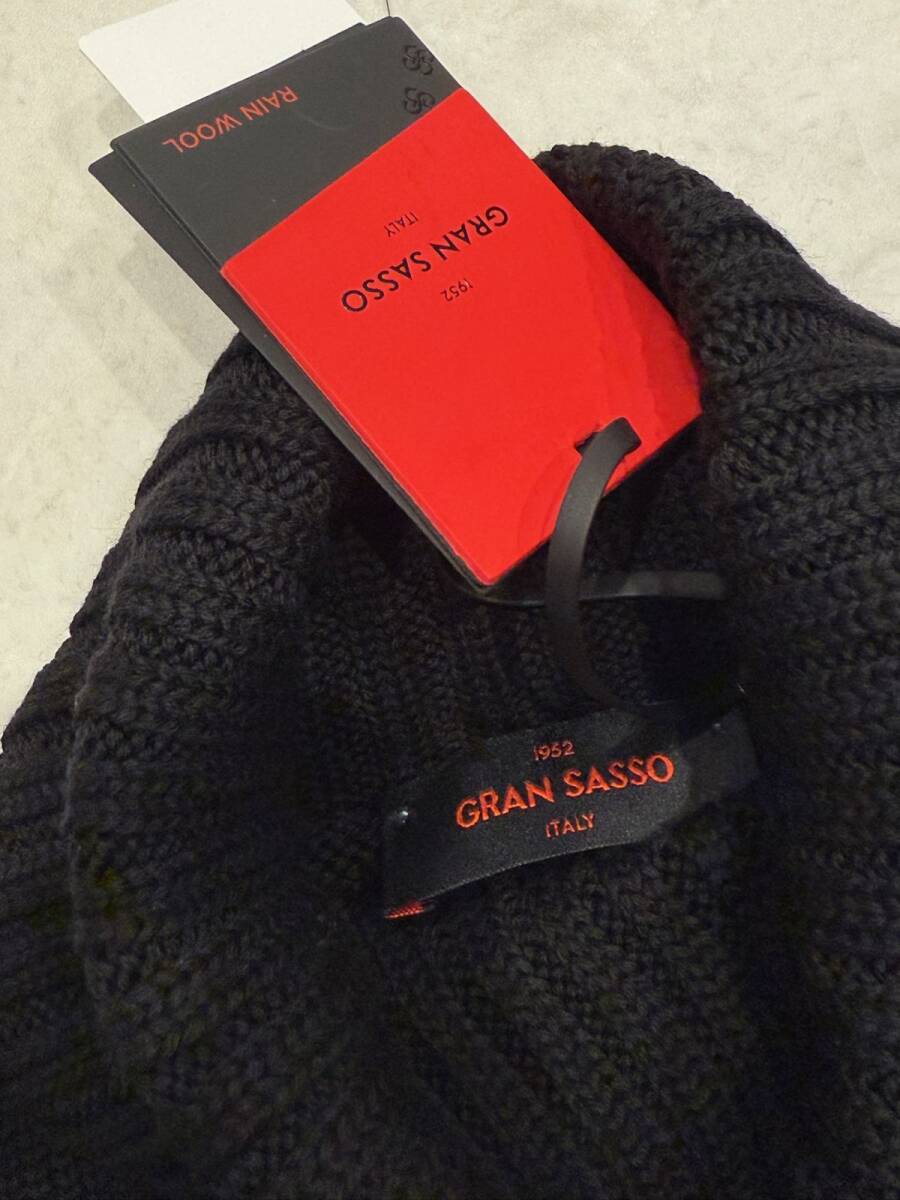 RAIN WOOL
1952
GRAN SASSO
ITALY
1952
GRAN SASSO
ITALY